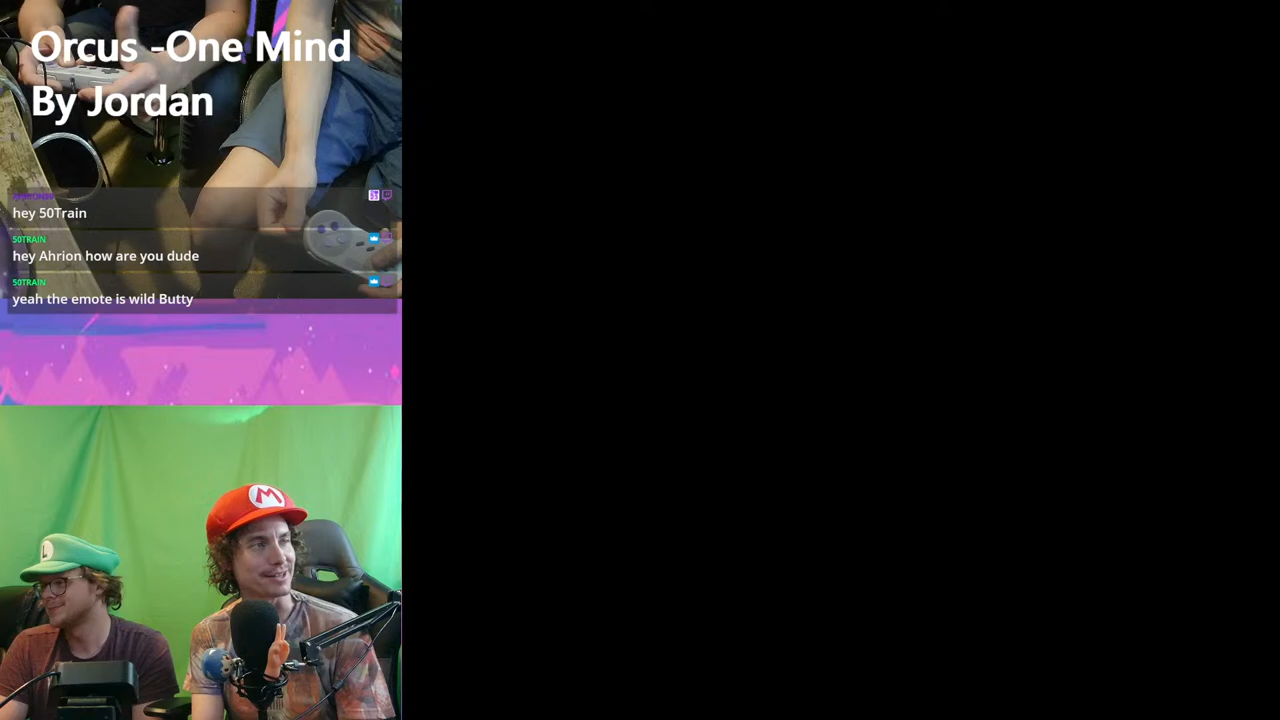 Orcus -One Mind
By Jordan
hey 50Train
50TRAIN
hey Ahrion how are you dude
50TRAIN
yeah the emote is wild Butty
M
L